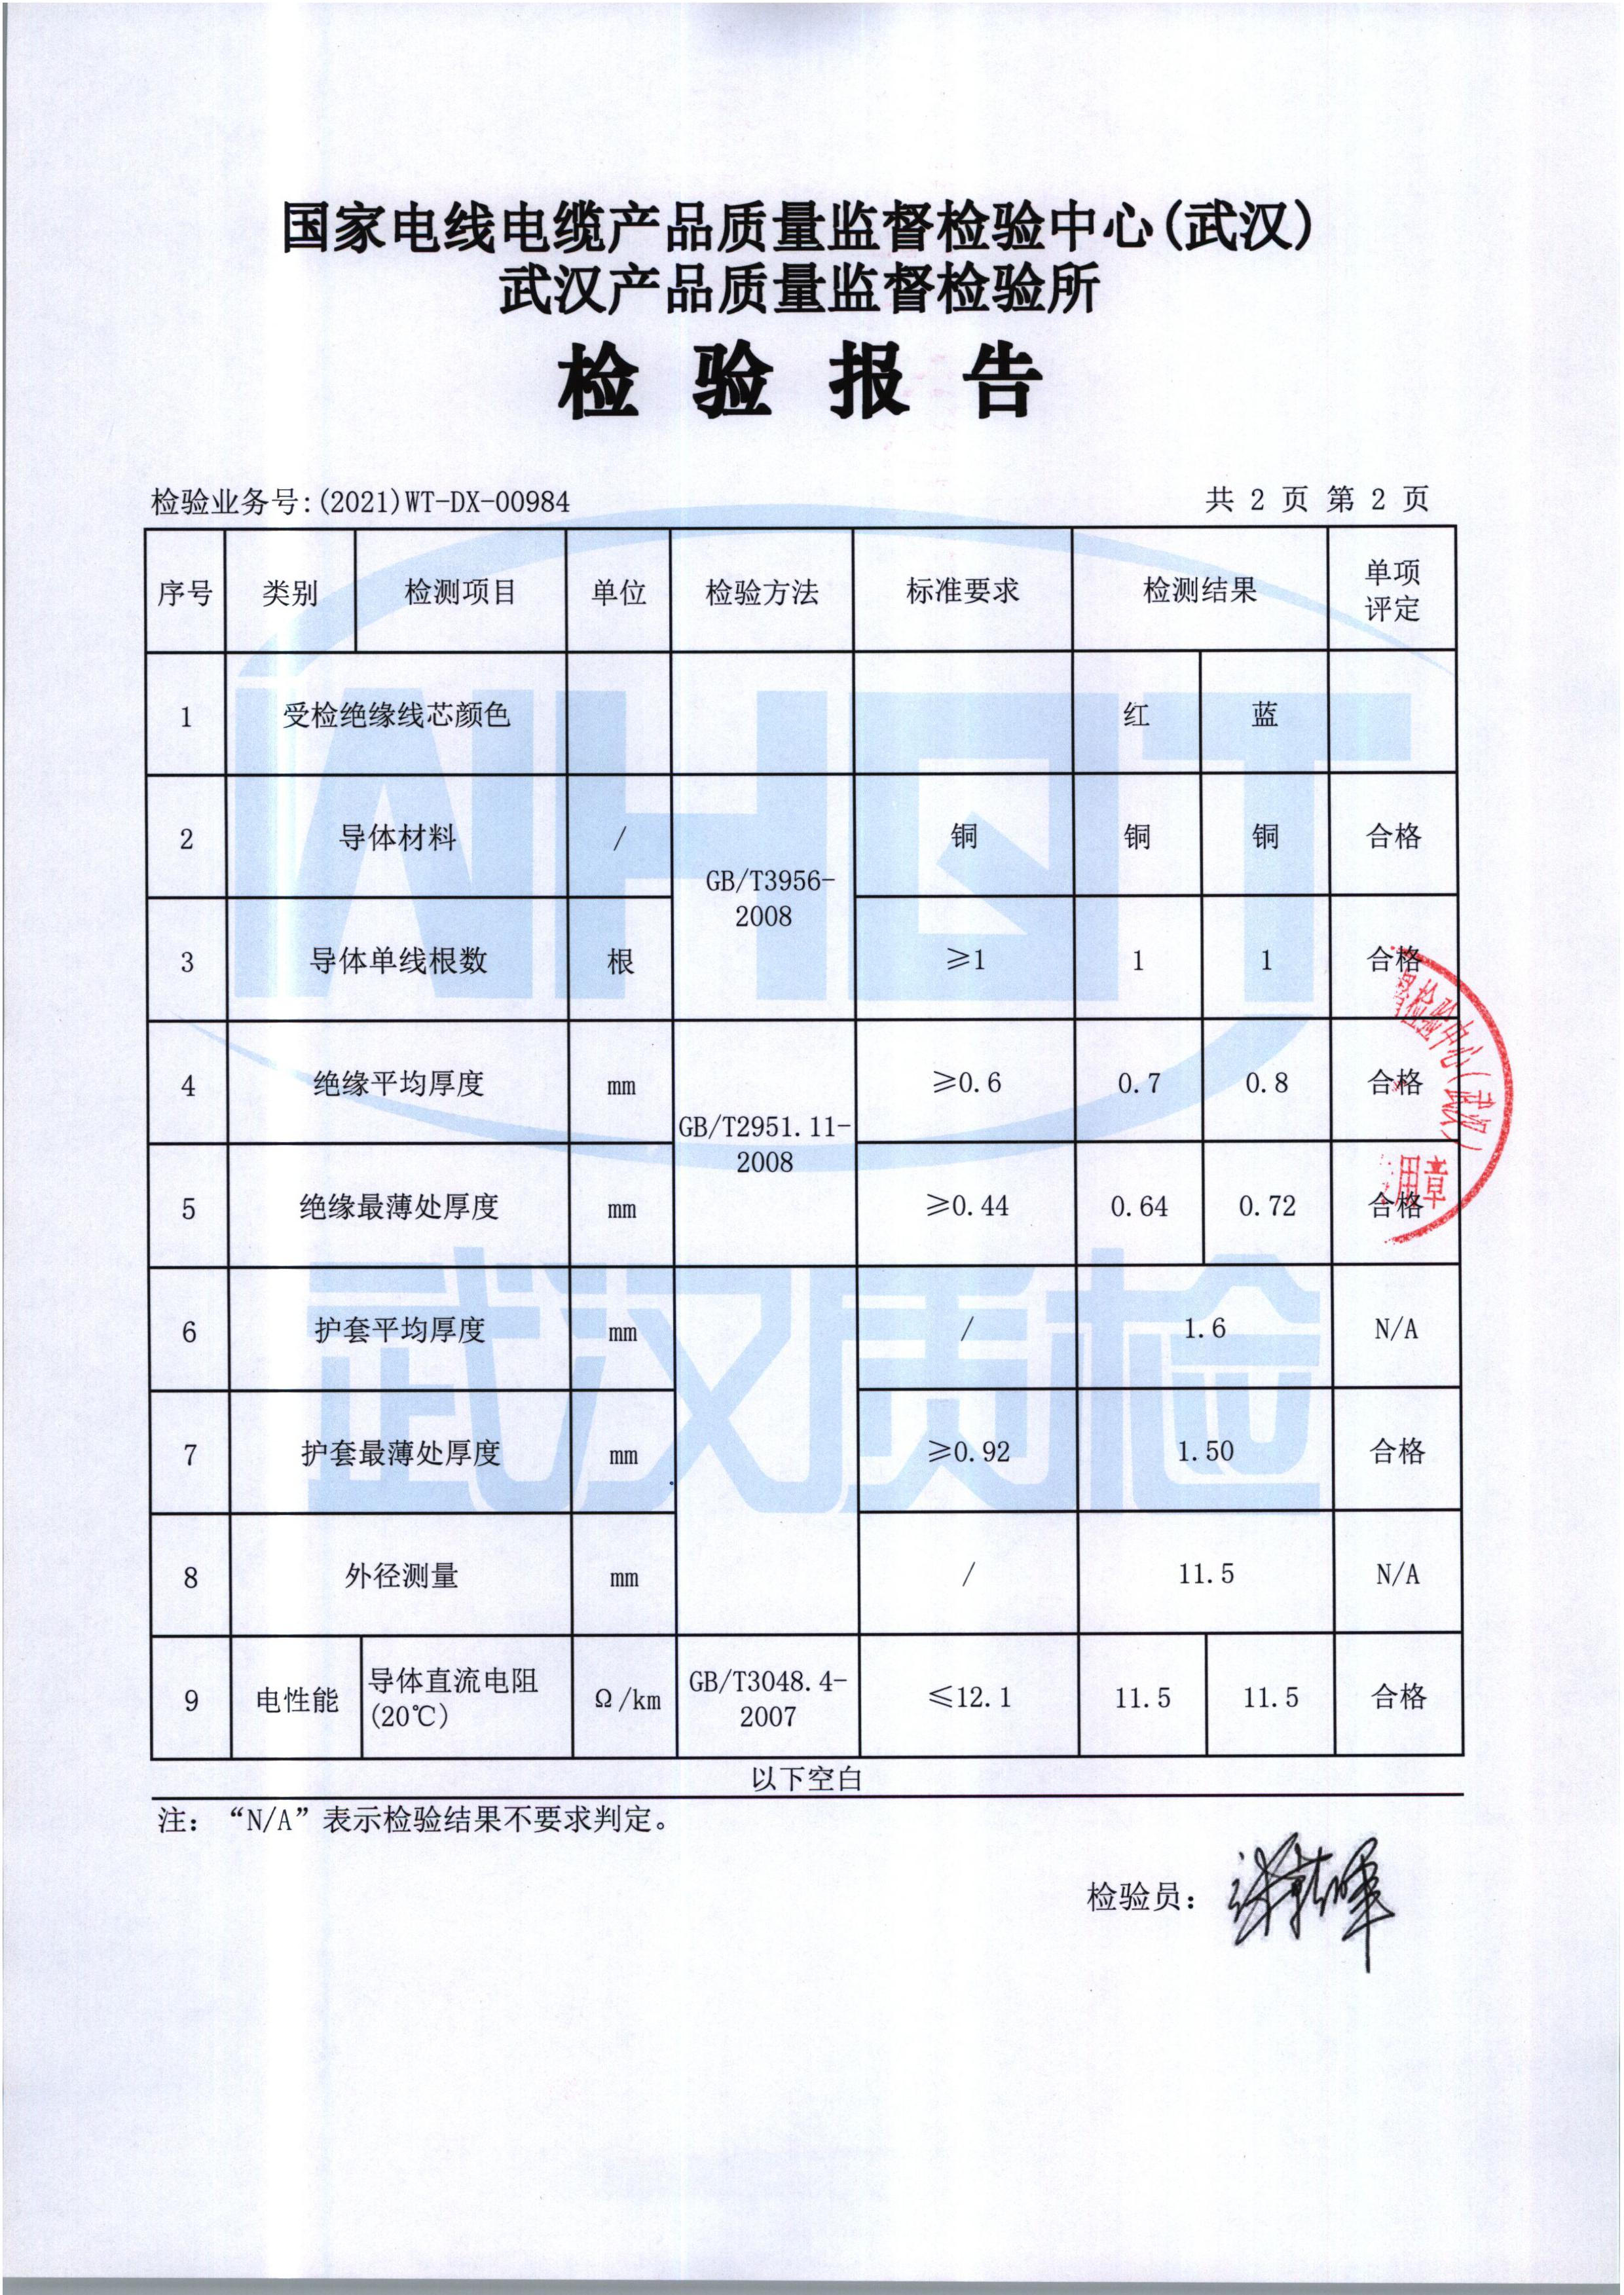 国家电线电缆产品质量监督检验中心(武汉)
武汉产品质量监督检验所
检验报告
检验业务号:(2021)WT-DX-00984 共 2 页 第 2 页
序号 类别 检测项目 单位 检验方法 标准要求 检测结果 单项
评定
1 受检绝缘线芯颜色 红 蓝
2 导体材料 / 铜 铜 铜 合格
GB/T3956-
2008
3 导体单线根数 根 ≥1 1 1 合格
4 绝缘平均厚度 mm ≥0.6 0.7 0.8 合格
GB/T2951.11-
2008
5 绝缘最薄处厚度 mm ≥0.44 0.64 0.72 合格
6 护套平均厚度 mm / 1.6 N/A
7 护套最薄处厚度 mm ≥0.92 1.50 合格
8 外径测量 mm / 11.5 N/A
9 电性能 导体直流电阻
(20℃) Ω/km GB/T3048.4-
2007 ≤12.1 11.5 11.5 合格
以下空白
注：“N/A”表示检验结果不要求判定。
检验员：
WHQT
武汉质检
督检验中心(武汉)
用章